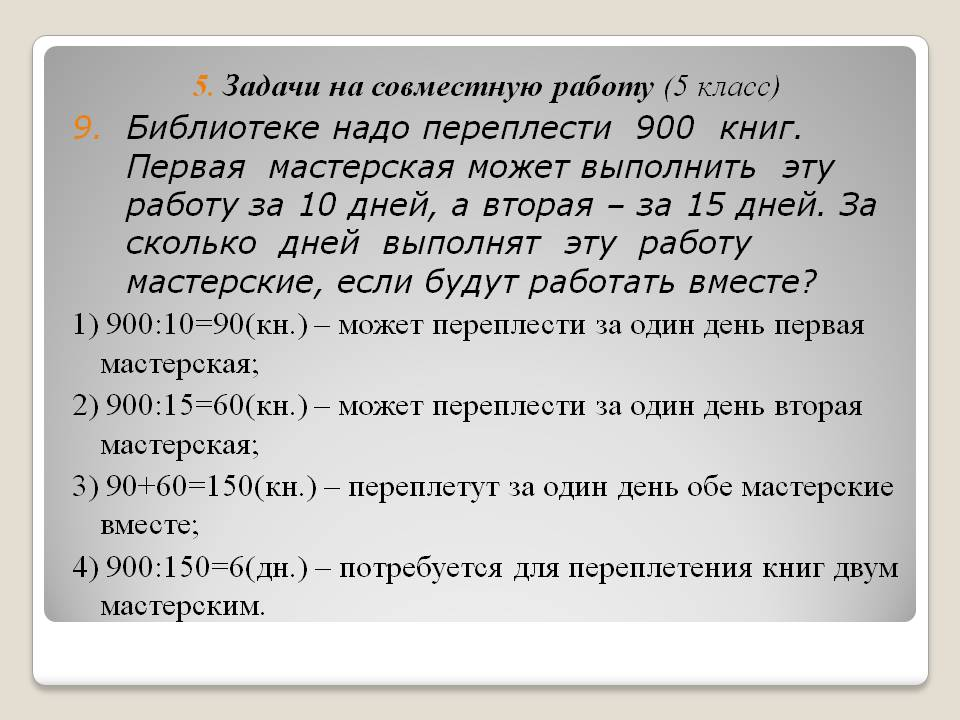 5. Задачи на совместную работу (5 класс)
9. Библиотеке надо переплести 900 книг.
Первая мастерская может выполнить эту
работу за 10 дней, а вторая – за 15 дней. За
сколько дней выполнят эту работу
мастерские, если будут работать вместе?
1) 900:10=90(кн.) – может переплести за один день первая
мастерская;
2) 900:15=60(кн.) – может переплести за один день вторая
мастерская;
3) 90+60=150(кн.) – переплетут за один день обе мастерские
вместе;
4) 900:150=6(дн.) – потребуется для переплетения книг двум
мастерским.